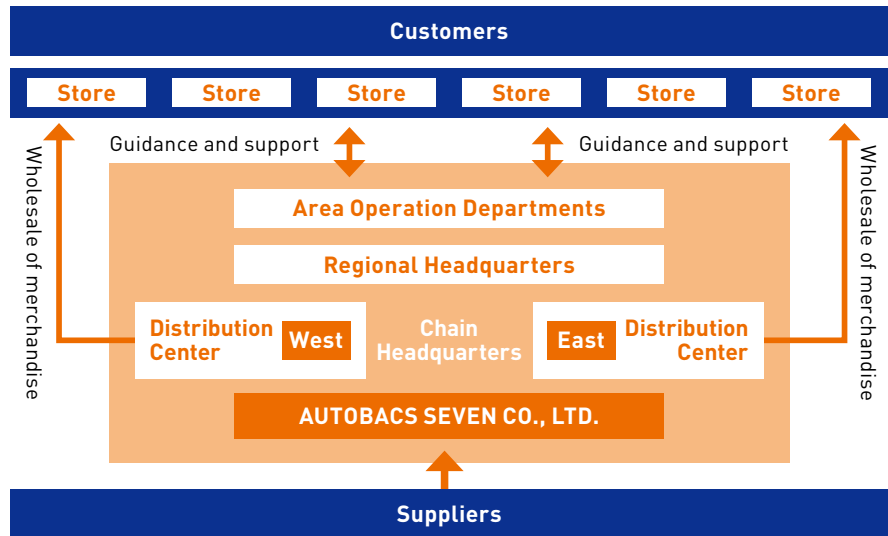 Customers
Store Store Store Store Store Store
Guidance and support
Guidance and support
Wholesale of merchandise
Wholesale of merchandise
Area Operation Departments
Regional Headquarters
Distribution
Center
West
Chain
Headquarters
East
Distribution
Center
AUTOBACS SEVEN CO., LTD.
Suppliers